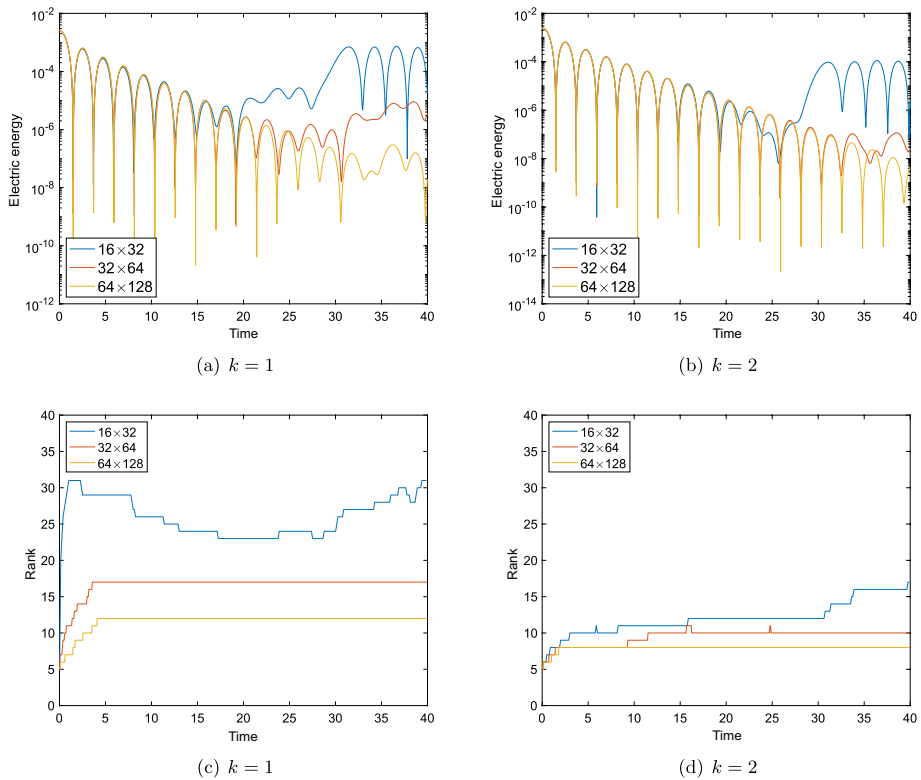 10^-2
10^-4
10^-6
10^-8
10^-10
10^-12
Electric energy
16×32
32×64
64×128
0 5 10 15 20 25 30 35 40
Time
(a) k = 1
10^-2
10^-4
10^-6
10^-8
10^-10
10^-12
10^-14
Electric energy
16×32
32×64
64×128
0 5 10 15 20 25 30 35 40
Time
(b) k = 2
40
35
30
25
20
15
10
5
0
Rank
16×32
32×64
64×128
0 5 10 15 20 25 30 35 40
Time
(c) k = 1
40
35
30
25
20
15
10
5
0
Rank
16×32
32×64
64×128
0 5 10 15 20 25 30 35 40
Time
(d) k = 2